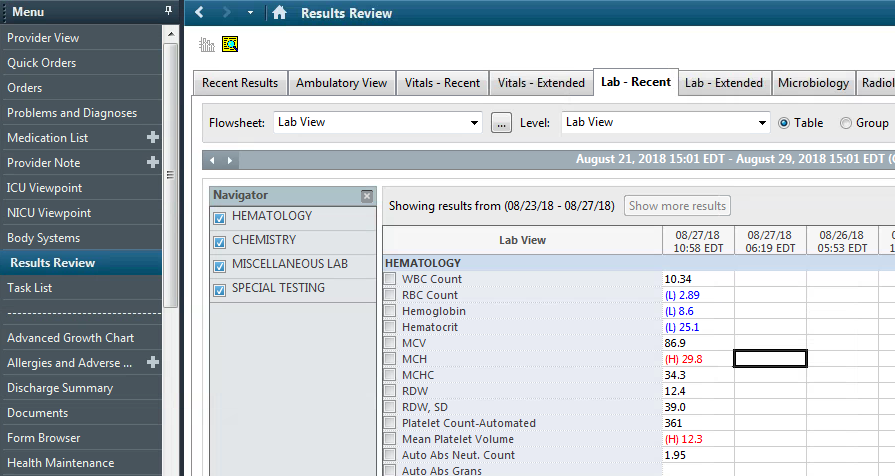 Menu
Provider View
Quick Orders
Orders
Problems and Diagnoses
Medication List
Provider Note
ICU Viewpoint
NICU Viewpoint
Body Systems
Results Review
Task List
Advanced Growth Chart
Allergies and Adverse ...
Discharge Summary
Documents
Form Browser
Health Maintenance
Results Review
Recent Results Ambulatory View Vitals - Recent Vitals - Extended Lab - Recent Lab - Extended Microbiology Radiol
Flowsheet: Lab View ... Level: Lab View Table Group
August 21, 2018 15:01 EDT - August 29, 2018 15:01 EDT (
Navigator
HEMATOLOGY
CHEMISTRY
MISCELLANEOUS LAB
SPECIAL TESTING
Showing results from (08/23/18 - 08/27/18) Show more results
Lab View 08/27/18 10:58 EDT 08/27/18 06:19 EDT 08/26/18 05:53 EDT
HEMATOLOGY
WBC Count 10.34
RBC Count (L) 2.89
Hemoglobin (L) 8.6
Hematocrit (L) 25.1
MCV 86.9
MCH (H) 29.8
MCHC 34.3
RDW 12.4
RDW, SD 39.0
Platelet Count-Automated 361
Mean Platelet Volume (H) 12.3
Auto Abs Neut. Count 1.95
Auto Abs Grans